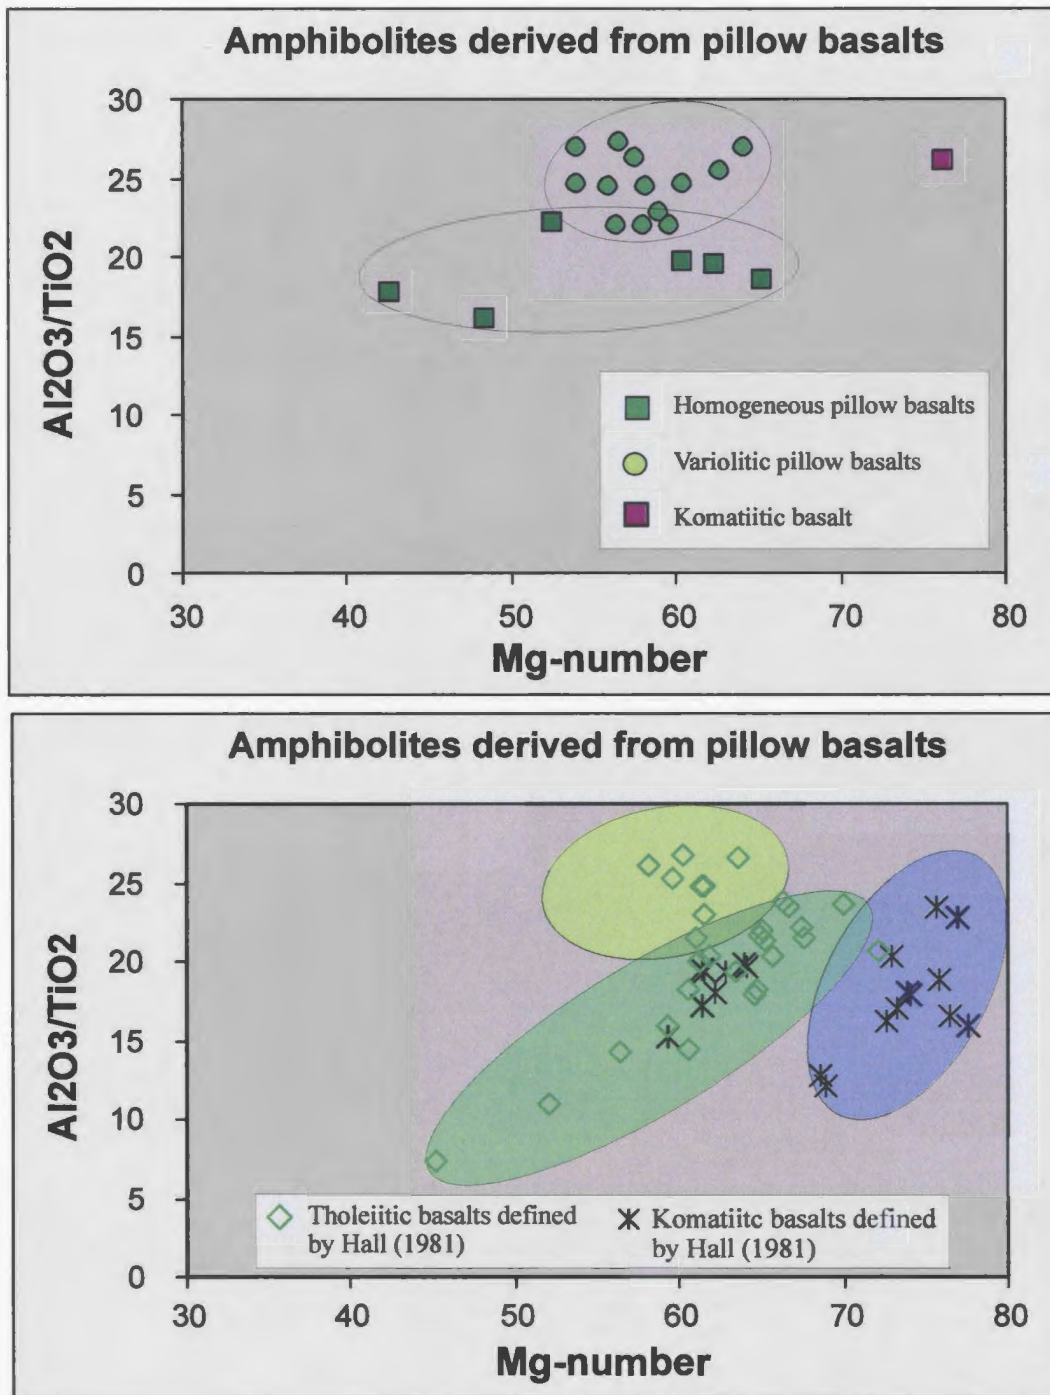 Amphibolites derived from pillow basalts
30
25
20
15
10
5
0
Al2O3/TiO2
Homogeneous pillow basalts
Variolitic pillow basalts
Komatiitic basalt
30 40 50 60 70 80
Mg-number
Amphibolites derived from pillow basalts
30
25
20
15
10
5
0
Al2O3/TiO2
Tholeiitic basalts defined
by Hall (1981)
Komatiitc basalts defined
by Hall (1981)
30 40 50 60 70 80
Mg-number